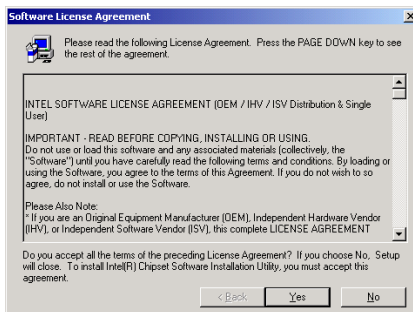 Software License Agreement
Please read the following License Agreement. Press the PAGE DOWN key to see
the rest of the agreement.
INTEL SOFTWARE LICENSE AGREEMENT (OEM / IHV / ISV Distribution & Single
User)
IMPORTANT - READ BEFORE COPYING, INSTALLING OR USING.
Do not use or load this software and any associated materials (collectively, the
"Software") until you have carefully read the following terms and conditions. By loading or
using the Software, you agree to the terms of this Agreement. If you do not wish to so
agree, do not install or use the Software.
Please Also Note:
* If you are an Original Equipment Manufacturer (OEM), Independent Hardware Vendor
(IHV), or Independent Software Vendor (ISV), this complete LICENSE AGREEMENT
Do you accept all the terms of the preceding License Agreement? If you choose No, Setup
will close. To install Intel(R) Chipset Software Installation Utility, you must accept this
agreement.
< Back Yes No